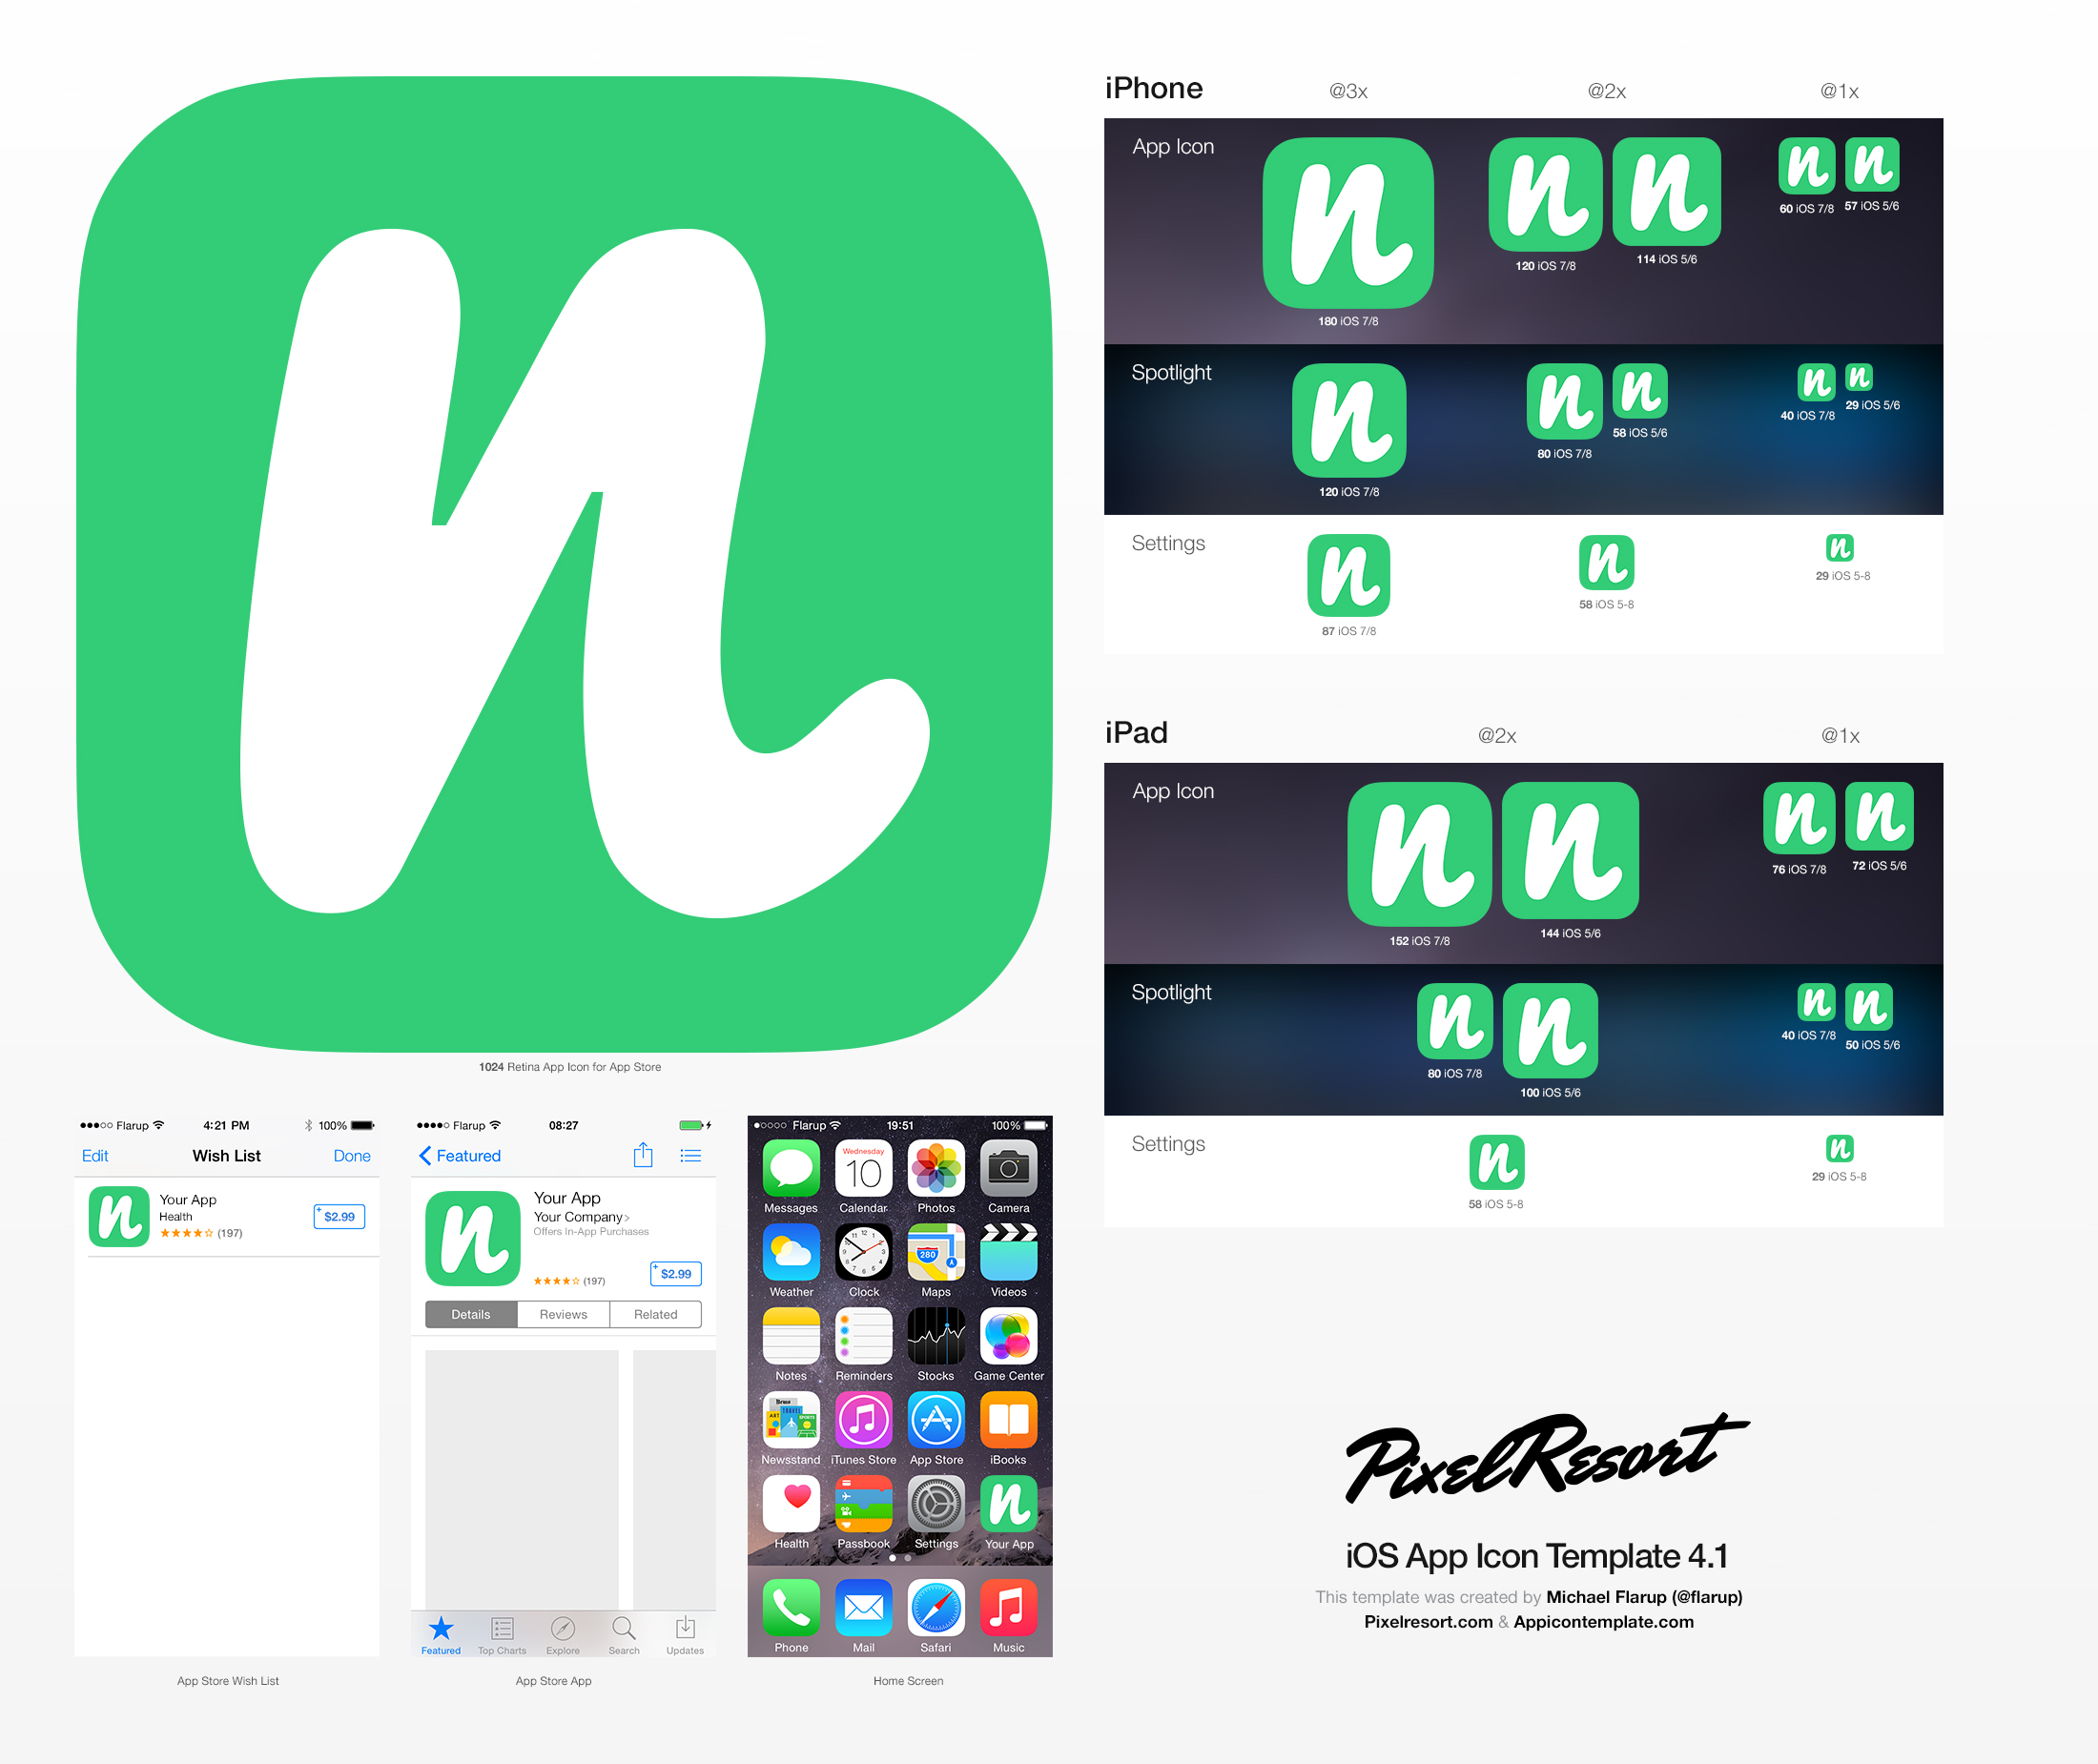 n
1024 Retina App Icon for App Store
Flarup 4:21 PM 100%
Edit Wish List Done
n
Your App
Health
(197)
+ $2.99
App Store Wish List
Flarup 08:27
Featured
n
Your App
Your Company
Offers In-App Purchases
(197)
+ $2.99
Details Reviews Related
Featured Top Charts Explore Search Updates
App Store App
Flarup 19:51 100%
Wednesday
10
Messages Calendar Photos Camera
280
Weather Clock Maps Videos
Notes Reminders Stocks Game Center
ART TRAVEL SPORTS
Newsstand iTunes Store App Store iBooks
n
Health Passbook Settings Your App
Phone Mail Safari Music
Home Screen
iPhone @3x @2x @1x
App Icon
n n n n n
180 iOS 7/8
120 iOS 7/8
114 iOS 5/6
60 iOS 7/8
57 iOS 5/6
Spotlight
n n n n n
120 iOS 7/8
80 iOS 7/8
58 iOS 5/6
40 iOS 7/8
29 iOS 5/6
Settings
n n n
87 iOS 7/8
58 iOS 5-8
29 iOS 5-8
iPad @2x @1x
App Icon
n n n n
152 iOS 7/8
144 iOS 5/6
76 iOS 7/8
72 iOS 5/6
Spotlight
n n n n
80 iOS 7/8
100 iOS 5/6
40 iOS 7/8
50 iOS 5/6
Settings
n n
58 iOS 5-8
29 iOS 5-8
PixelResort
iOS App Icon Template 4.1
This template was created by Michael Flarup (@flarup)
Pixelresort.com & Appicontemplate.com